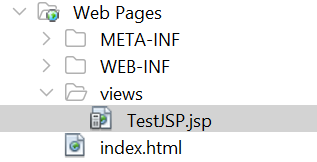 Web Pages
META-INF
WEB-INF
views
TestJSP.jsp
index.html